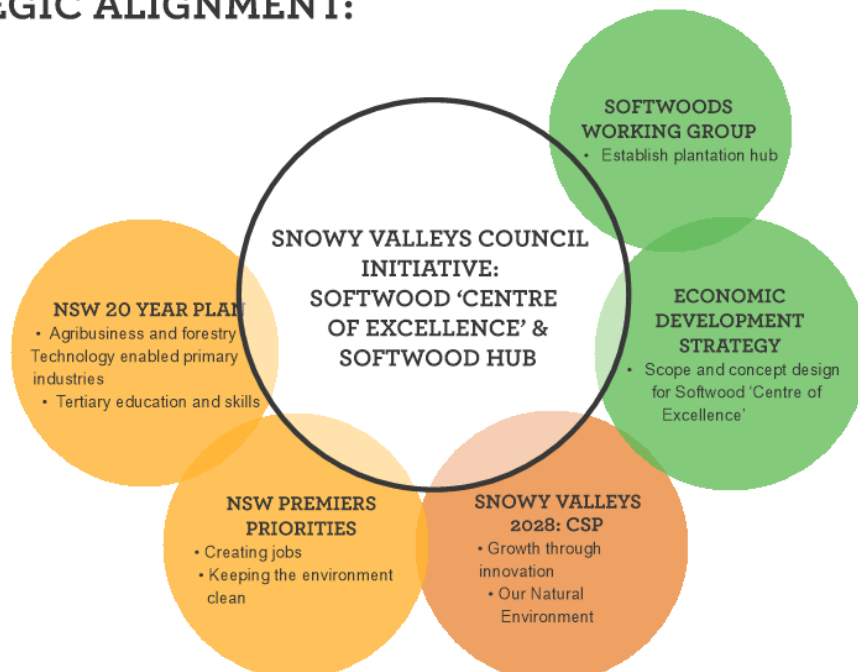 EGIC ALIGNMENT:
SOFTWOODS
WORKING GROUP
• Establish plantation hub
SNOWY VALLEYS COUNCIL
INITIATIVE:
SOFTWOOD ‘CENTRE
OF EXCELLENCE’ &
SOFTWOOD HUB
NSW 20 YEAR PLAN
• Agribusiness and forestry
Technology enabled primary
industries
• Tertiary education and skills
ECONOMIC
DEVELOPMENT
STRATEGY
• Scope and concept design
for Softwood ‘Centre of
Excellence’
NSW PREMIERS
PRIORITIES
• Creating jobs
• Keeping the environment
clean
SNOWY VALLEYS
2028: CSP
• Growth through
innovation
• Our Natural
Environment